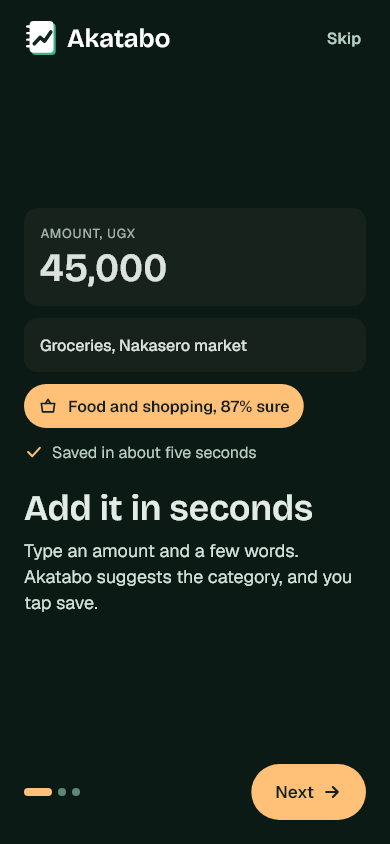 Akatabo
Skip
AMOUNT, UGX
45,000
Groceries, Nakasero market
Food and shopping, 87% sure
Saved in about five seconds
Add it in seconds
Type an amount and a few words.
Akatabo suggests the category, and you
tap save.
Next